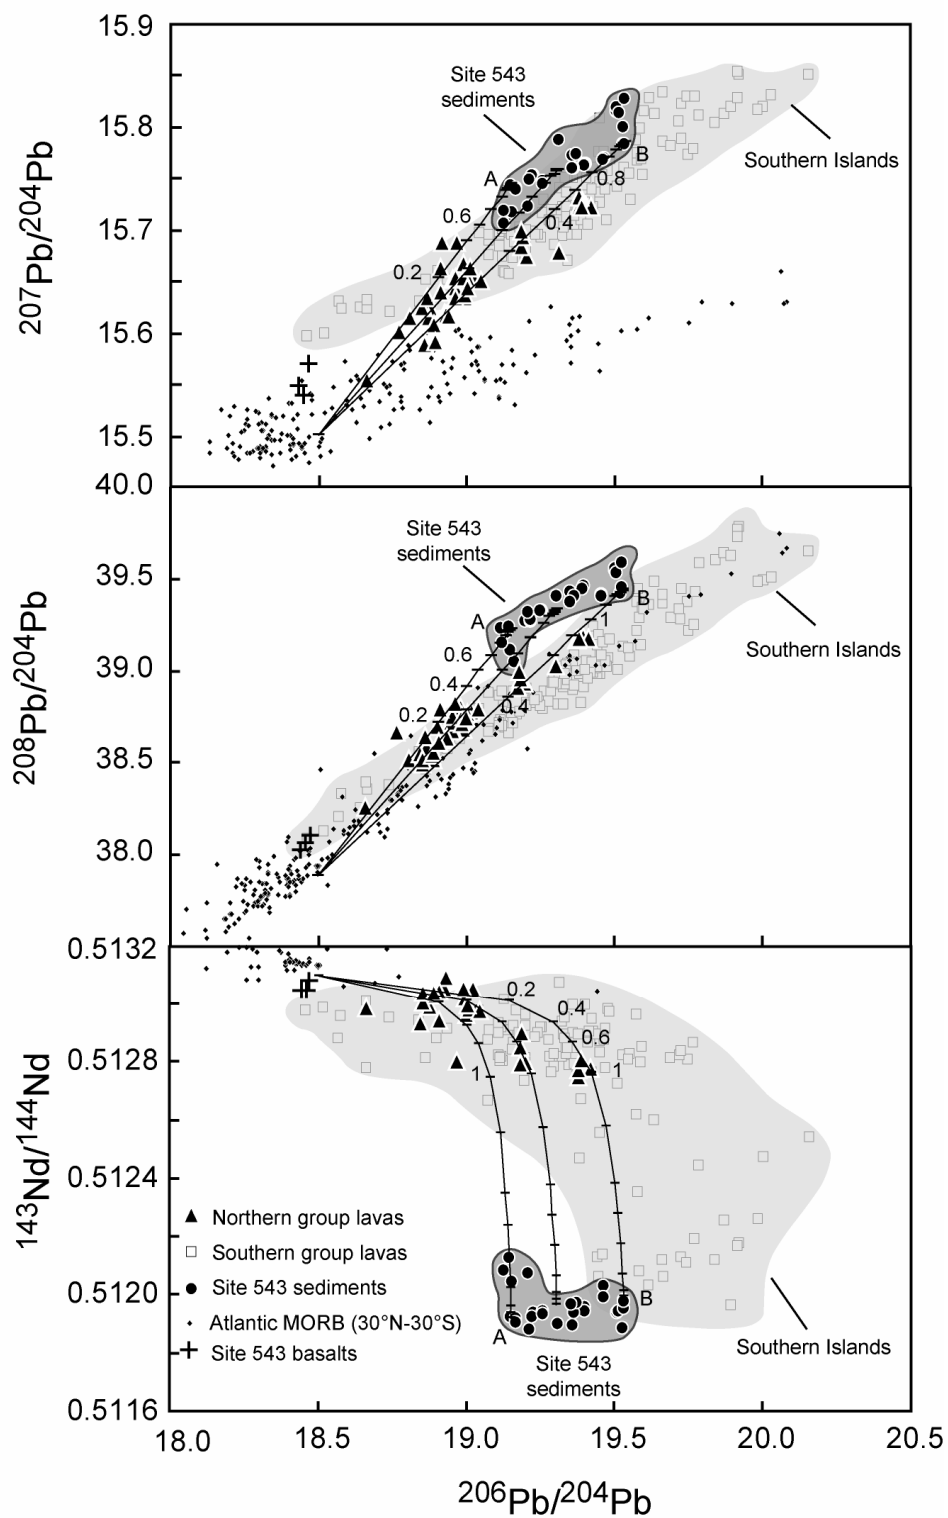 15.9
Site 543
sediments
15.8
Southern Islands
B
A
0.8
0.6
0.4
15.7
0.2
15.6
15.5
207Pb/204Pb
40.0
Site 543
sediments
39.5
B
A
1
Southern Islands
0.6
39.0
0.4
0.4
0.2
38.5
38.0
208Pb/204Pb
0.5132
0.2
0.4
0.6
1
1
0.5128
0.5124
143Nd/144Nd
Northern group lavas
Southern group lavas
Site 543 sediments
0.5120
B
Atlantic MORB (30°N-30°S)
A
Southern Islands
Site 543 basalts
Site 543
sediments
0.5116
18.0 18.5 19.0 19.5 20.0 20.5
206Pb/204Pb